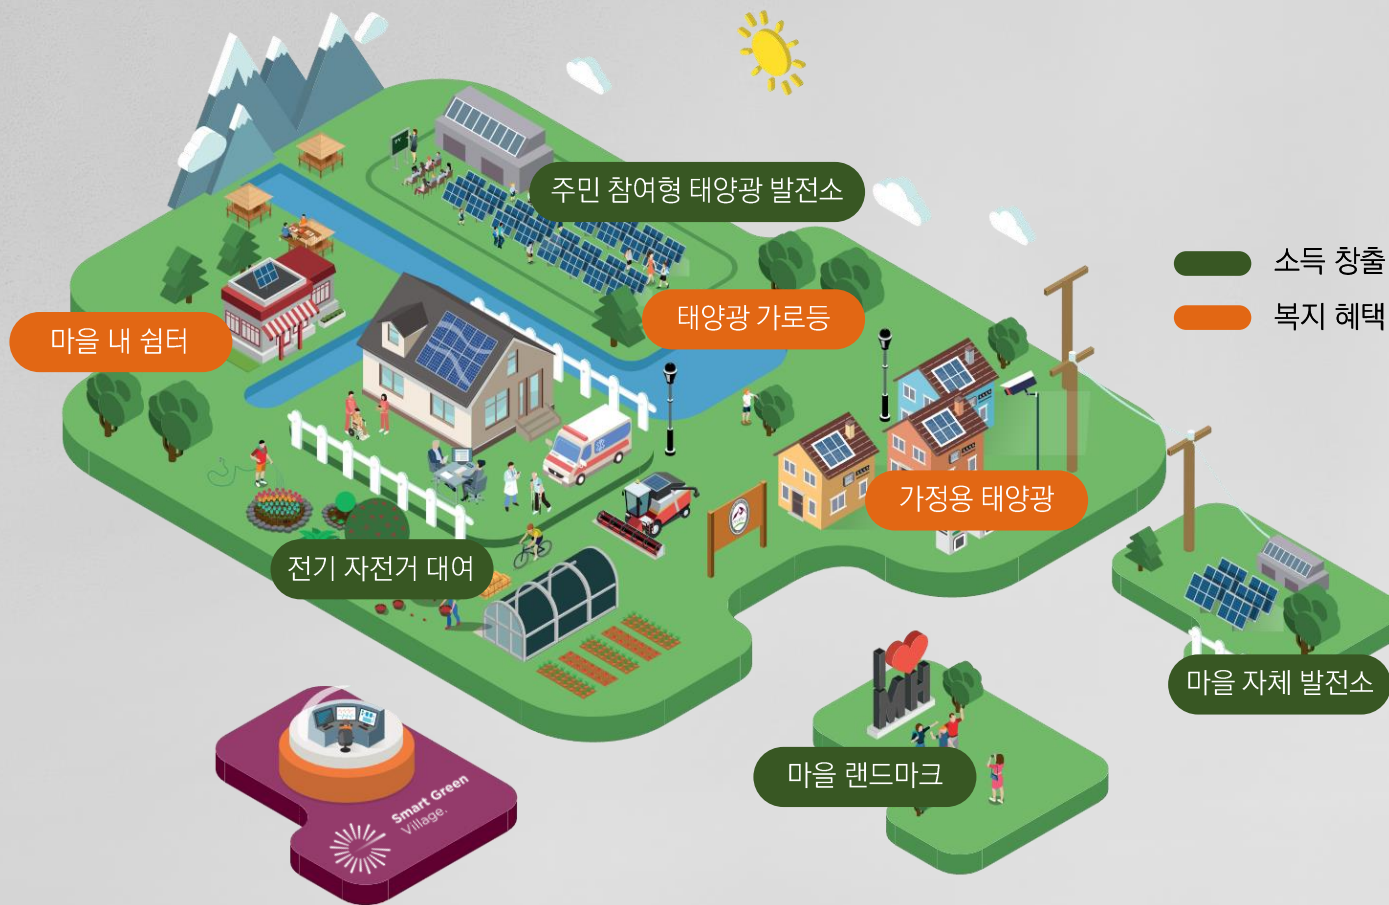 주민 참여형 태양광 발전소
소득 창출
복지 혜택
태양광 가로등
마을 내 쉼터
가정용 태양광
전기 자전거 대여
마을 자체 발전소
I
MH
마을 랜드마크
Smart Green
Village.